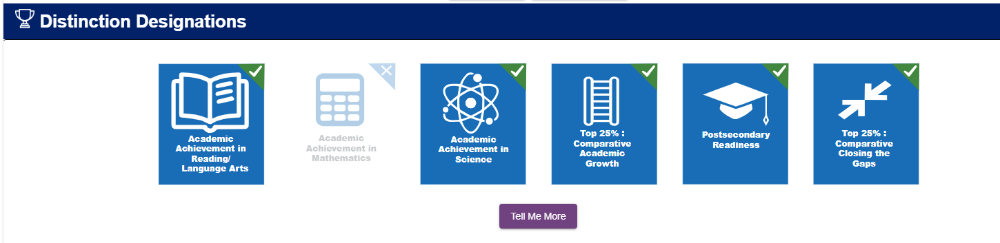 Distinction Designations
Academic
Achievement in
Reading/
Language Arts
Academic
Achievement in
Mathematics
Academic
Achievement in
Science
Top 25% :
Comparative
Academic
Growth
Postsecondary
Readiness
Top 25% :
Comparative
Closing the
Gaps
Tell Me More